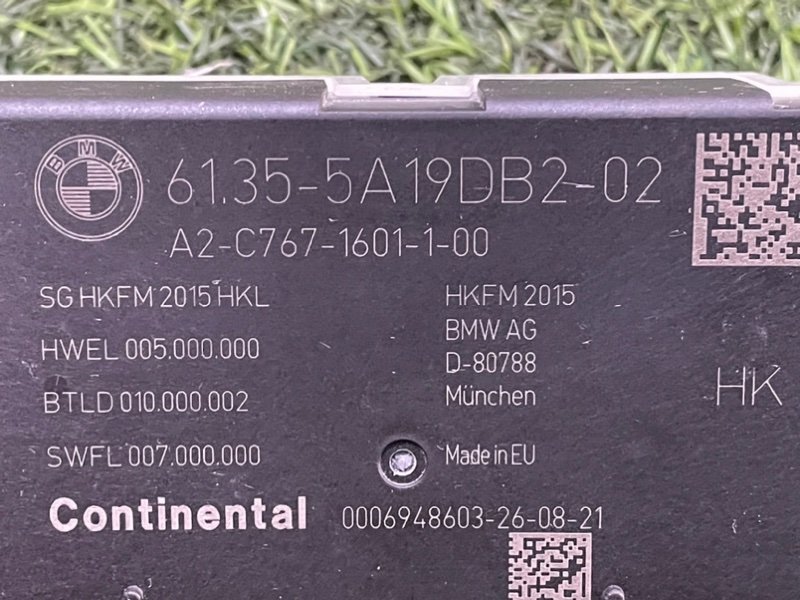 BMW 61.35-5A19DB2-02
A2-C767-1601-1-00
SG HKFM 2015 HKL
HWEL 005.000.000
BTLD 010.000.002
SWFL 007.000.000
HKFM 2015
BMW AG
D-80788
München
Made in EU
HK
Continental 0006948603-26-08-21